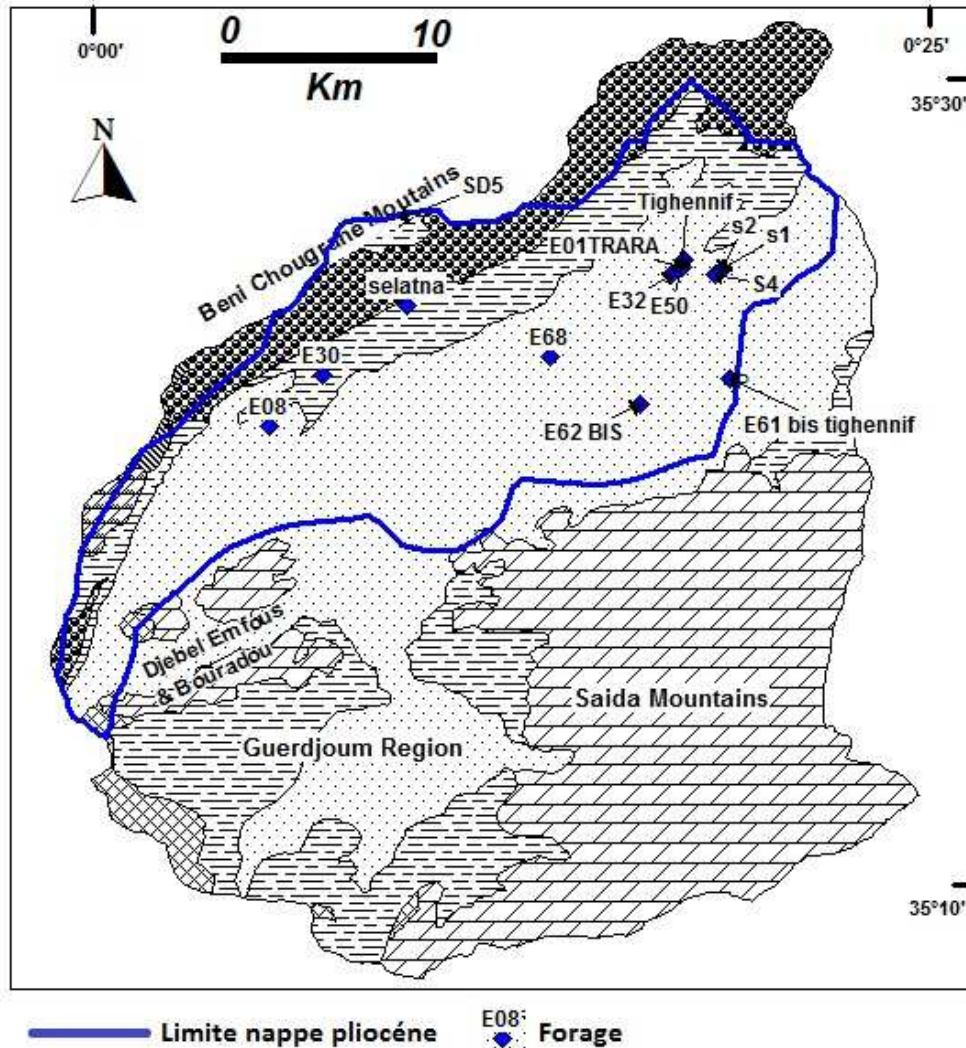 0°00'
0 10
Km
0°25'
35°30'
N
Beni Chougrane Moutains
SD5
Tighennif
s2
s1
E01TRARA
selatna
E32
E50
S4
E68
E30
E08
E62 BIS
E61 bis tighennif
Djebel Emfous
& Bouradou
Saida Mountains
Guerdjoum Region
35°10'
Limite nappe pliocéne
E08
Forage